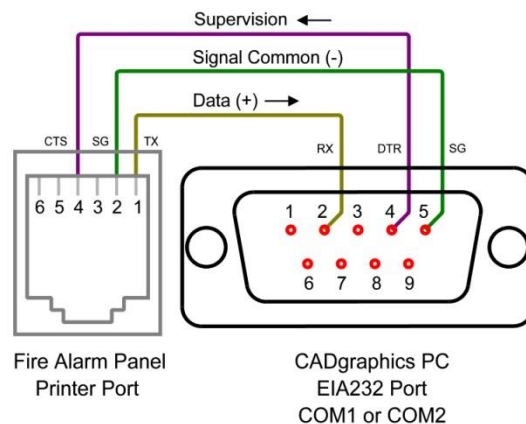 Supervision
Signal Common (-)
Data (+)
CTS SG TX
RX DTR SG
6 5 4 3 2 1
1 2 3 4 5
6 7 8 9
Fire Alarm Panel
Printer Port
CADgraphics PC
EIA232 Port
COM1 or COM2